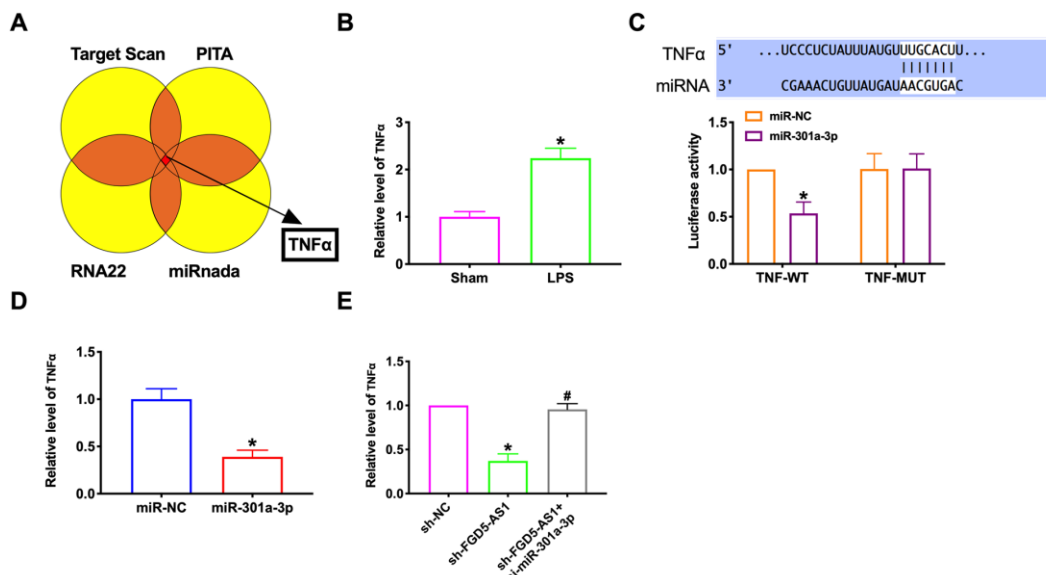 A
Target Scan PITA
RNA22 miRnada
TNFα
B
Relative level of TNFα
3
2
1
0
*
Sham LPS
C
TNFα 5' ...UCCCUCUAUUUAUGUUUGCACUU...
miRNA 3' CGAAACUGUUAUGAUAACGUGAC
miR-NC
miR-301a-3p
Luciferase activity
1.5
1.0
0.5
0.0
*
TNF-WT TNF-MUT
D
Relative level of TNFα
1.5
1.0
0.5
0.0
*
miR-NC miR-301a-3p
E
Relative level of TNFα
1.5
1.0
0.5
0.0
*
#
sh-NC
sh-FGD5-AS1
sh-FGD5-AS1+
si-miR-301a-3p